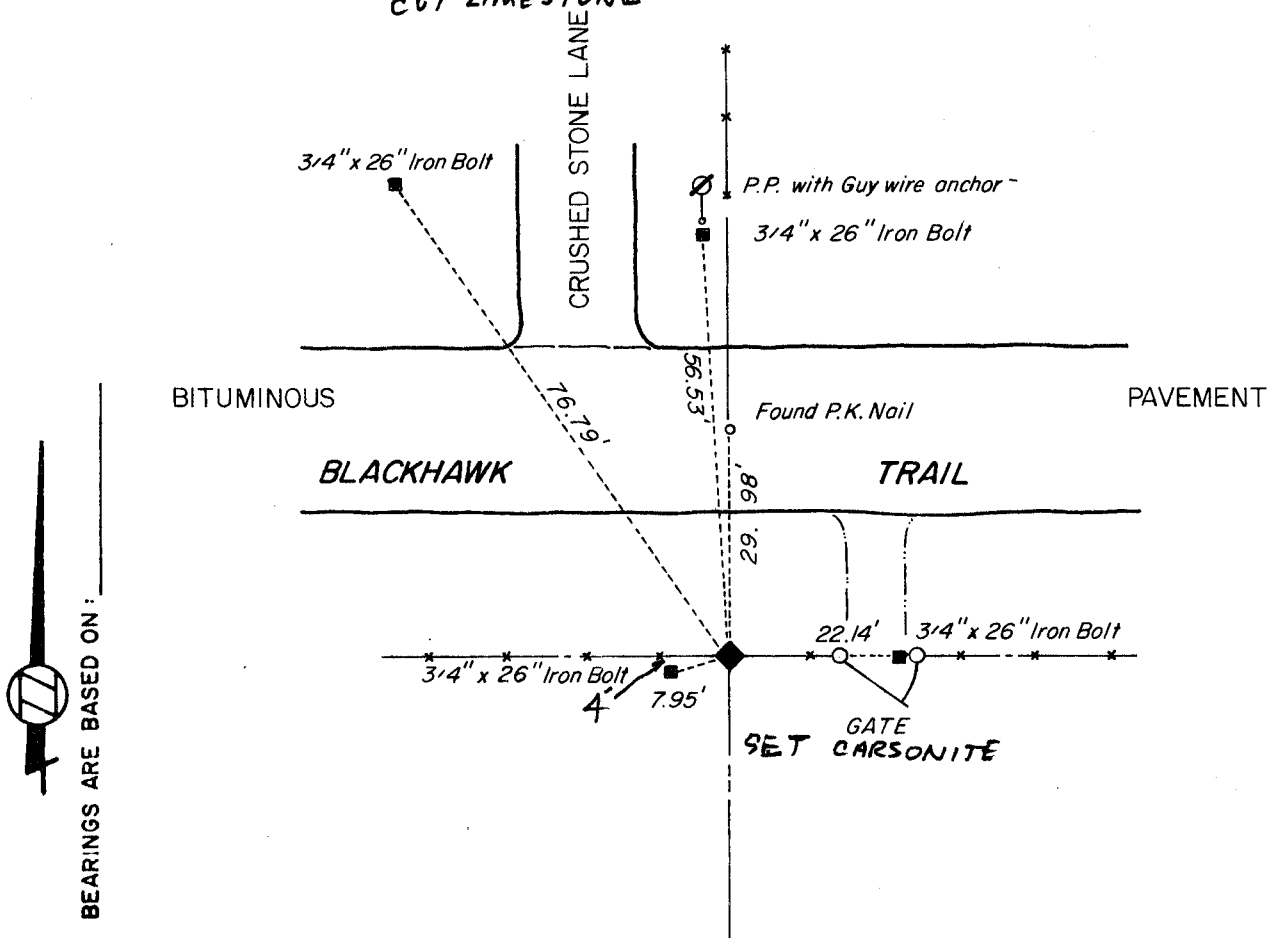 CUT LIMESTONE
CRUSHED STONE LANE
3/4" x 26" Iron Bolt
P.P. with Guy wire anchor
3/4" x 26" Iron Bolt
56.53'
76.79'
BITUMINOUS
PAVEMENT
Found P.K. Nail
BLACKHAWK
TRAIL
29.98'
22.14'
3/4" x 26" Iron Bolt
3/4" x 26" Iron Bolt
4'
7.95'
GATE
SET CARSONITE
BEARINGS ARE BASED ON: